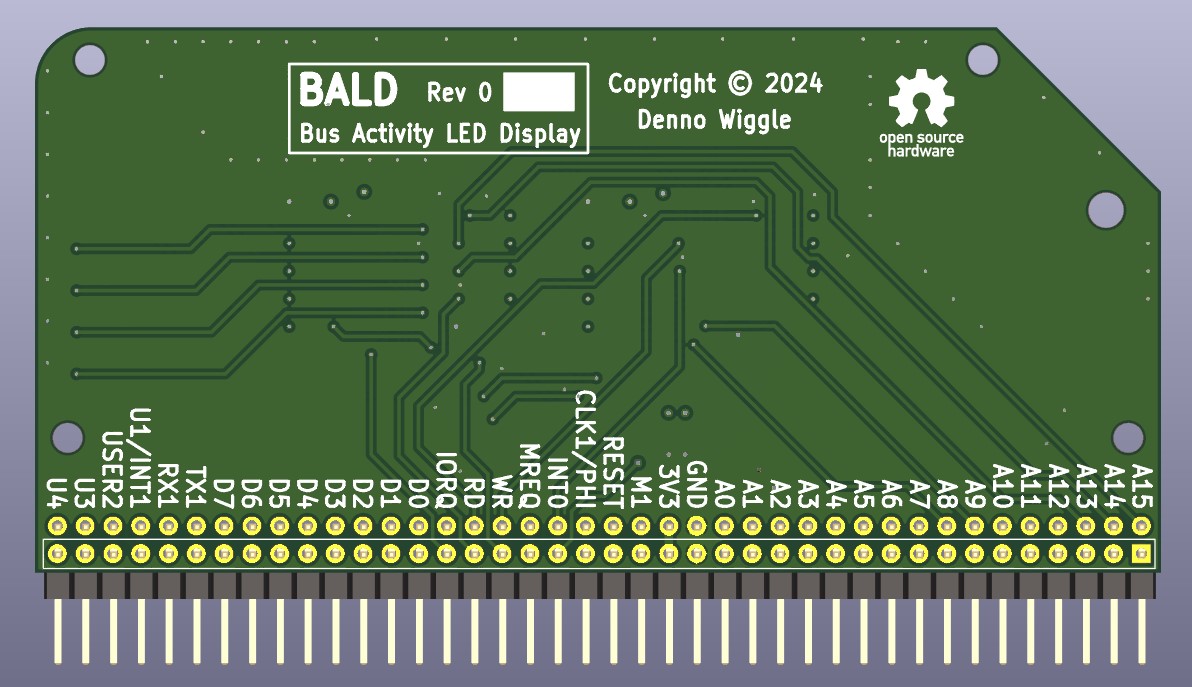 BALD Rev 0
Bus Activity LED Display
Copyright © 2024
Denno Wiggle
open source
hardware
U4
U3
USER2
U1/INT1
RX1
TX1
D7
D6
D5
D4
D3
D2
D1
D0
IORQ
RD
WR
MREQ
INT0
CLK1/PHI
RESET
M1
3V3
GND
A0
A1
A2
A3
A4
A5
A6
A7
A8
A9
A10
A11
A12
A13
A14
A15